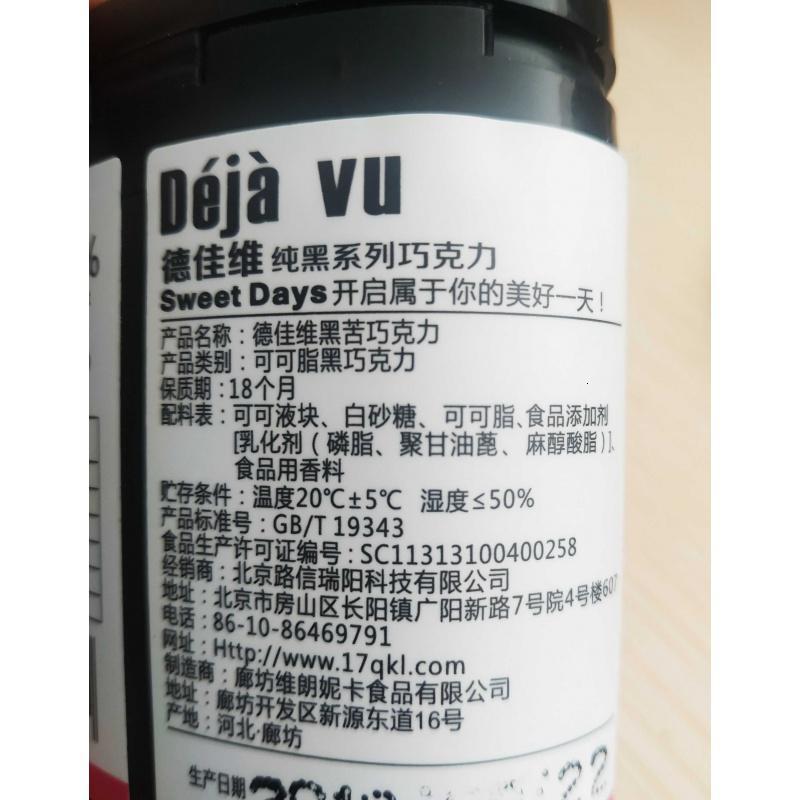 Déjà vu
德佳维 纯黑系列巧克力
Sweet Days 开启属于你的美好一天!
产品名称:德佳维黑苦巧克力
产品类别:可可脂黑巧克力
保质期:18个月
配料表:可可液块、白砂糖、可可脂、食品添加剂
[乳化剂(磷脂、聚甘油蓖、麻醇酸脂)]、
食品用香料
贮存条件:温度20℃±5℃ 湿度≤50%
产品标准号:GB/T 19343
食品生产许可证编号:SC11313100400258
经销商:北京路信瑞阳科技有限公司
地址:北京市房山区长阳镇广阳新路7号院4号楼607
电话:86-10-86469791
网址:Http://www.17qkl.com
制造商:廊坊维朗妮卡食品有限公司
地址:廊坊开发区新源东道16号
产地:河北·廊坊
生产日期